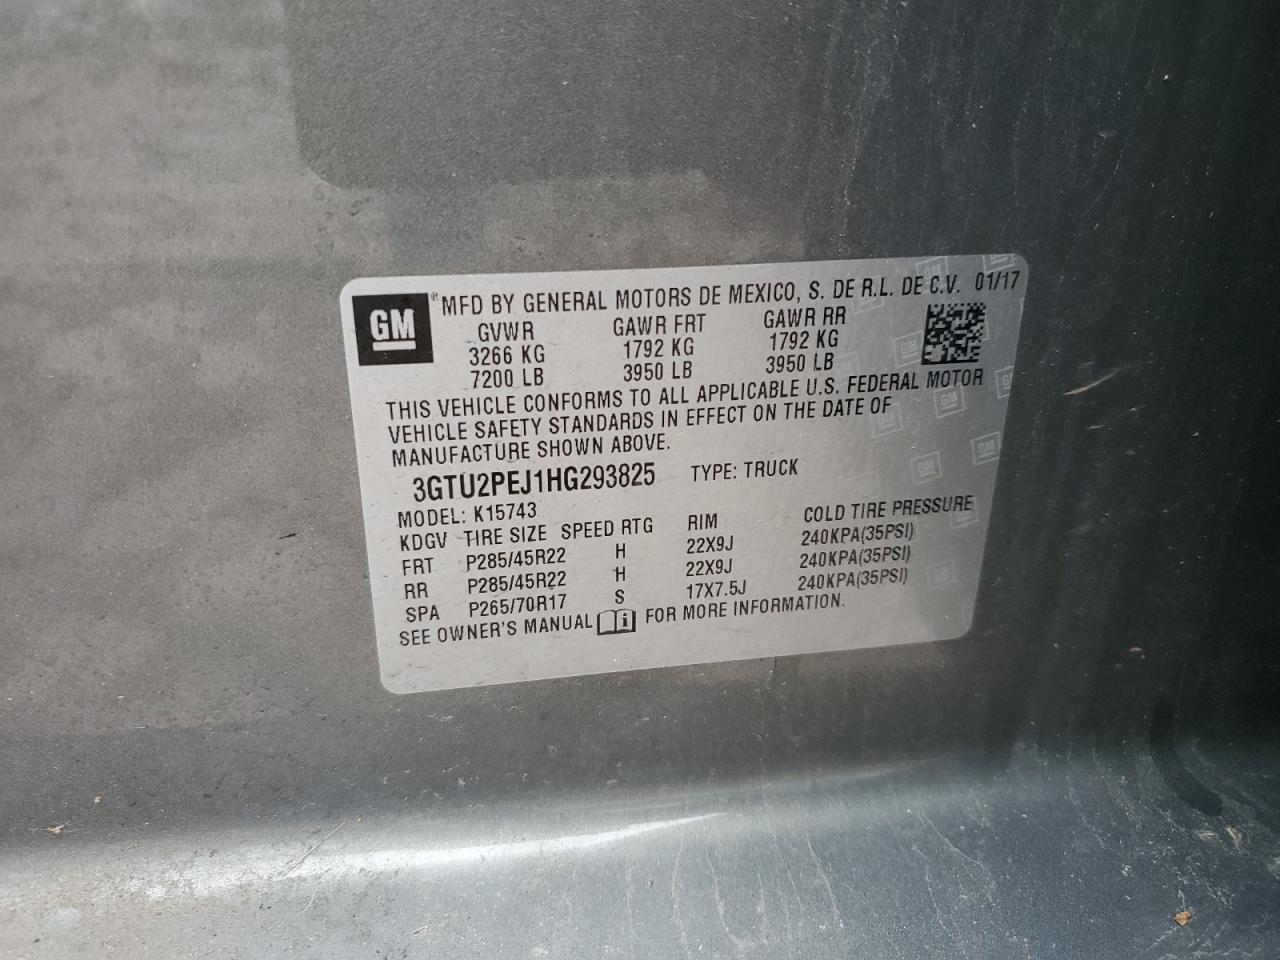 GM ® MFD BY GENERAL MOTORS DE MEXICO, S. DE R.L. DE C.V. 01/17
GVWR GAWR FRT GAWR RR
3266 KG 1792 KG 1792 KG
7200 LB 3950 LB 3950 LB
THIS VEHICLE CONFORMS TO ALL APPLICABLE U.S. FEDERAL MOTOR
VEHICLE SAFETY STANDARDS IN EFFECT ON THE DATE OF
MANUFACTURE SHOWN ABOVE.
3GTU2PEJ1HG293825 TYPE: TRUCK
MODEL: K15743
KDGV TIRE SIZE SPEED RTG RIM COLD TIRE PRESSURE
FRT P285/45R22 H 22X9J 240KPA(35PSI)
RR P285/45R22 H 22X9J 240KPA(35PSI)
SPA P265/70R17 S 17X7.5J 240KPA(35PSI)
SEE OWNER'S MANUAL i FOR MORE INFORMATION.